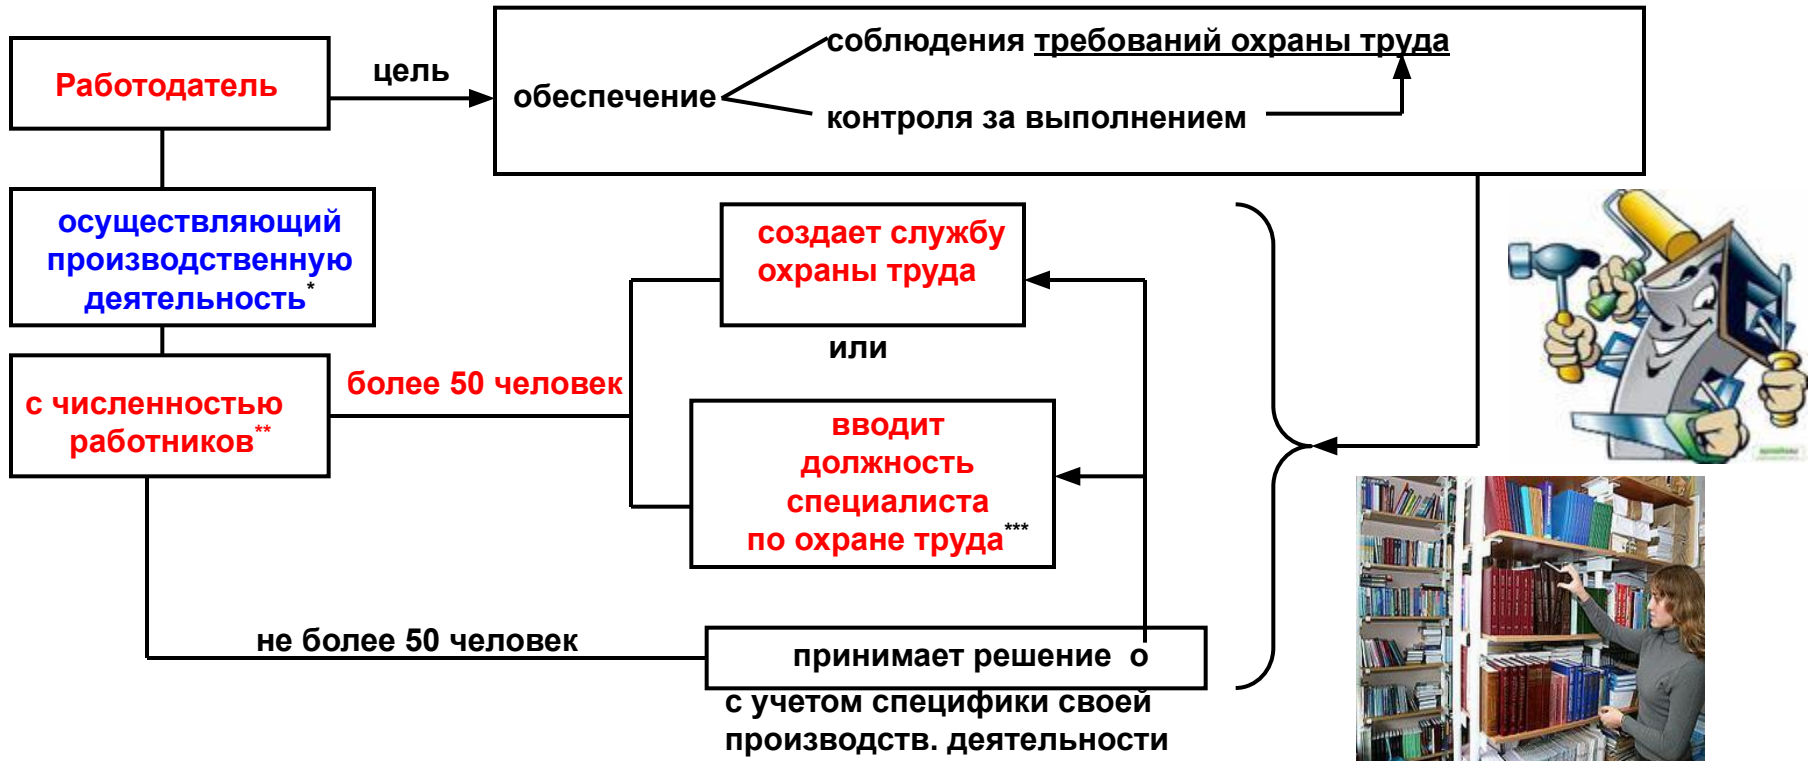 Работодатель
цель
обеспечение
соблюдения требований охраны труда
контроля за выполнением
осуществляющий
производственную
деятельность*
с численностью
работников**
более 50 человек
создает службу
охраны труда
или
вводит
должность
специалиста
по охране труда***
не более 50 человек
принимает решение о
с учетом специфики своей
производств. деятельности